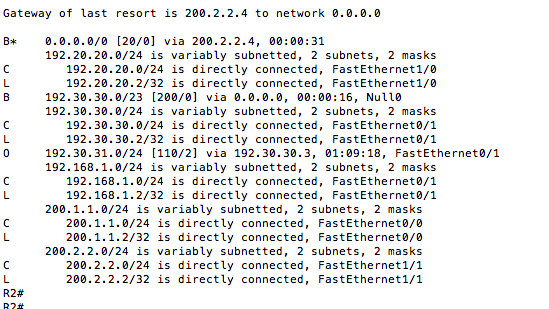 Gateway of last resort is 200.2.2.4 to network 0.0.0.0
B*    0.0.0.0/0 [20/0] via 200.2.2.4, 00:00:31
      192.20.20.0/24 is variably subnetted, 2 subnets, 2 masks
C        192.20.20.0/24 is directly connected, FastEthernet1/0
L        192.20.20.2/32 is directly connected, FastEthernet1/0
B     192.30.30.0/23 [200/0] via 0.0.0.0, 00:00:16, Null0
      192.30.30.0/24 is variably subnetted, 2 subnets, 2 masks
C        192.30.30.0/24 is directly connected, FastEthernet0/1
L        192.30.30.2/32 is directly connected, FastEthernet0/1
O     192.30.31.0/24 [110/2] via 192.30.30.3, 01:09:18, FastEthernet0/1
      192.168.1.0/24 is variably subnetted, 2 subnets, 2 masks
C        192.168.1.0/24 is directly connected, FastEthernet0/1
L        192.168.1.2/32 is directly connected, FastEthernet0/1
      200.1.1.0/24 is variably subnetted, 2 subnets, 2 masks
C        200.1.1.0/24 is directly connected, FastEthernet0/0
L        200.1.1.2/32 is directly connected, FastEthernet0/0
      200.2.2.0/24 is variably subnetted, 2 subnets, 2 masks
C        200.2.2.0/24 is directly connected, FastEthernet1/1
L        200.2.2.2/32 is directly connected, FastEthernet1/1
R2#
R2#